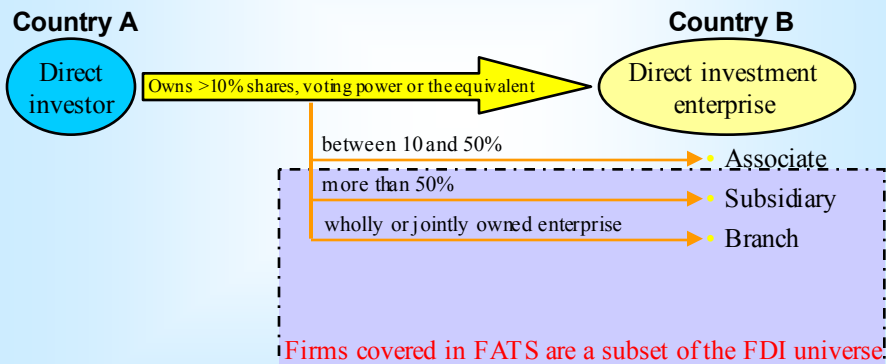 Country A
Country B
Direct
investor
Owns >10% shares, voting power or the equivalent
Direct investment
enterprise
between 10 and 50%
• Associate
more than 50%
• Subsidiary
wholly or jointly owned enterprise
• Branch
Firms covered in FATS are a subset of the FDI universe